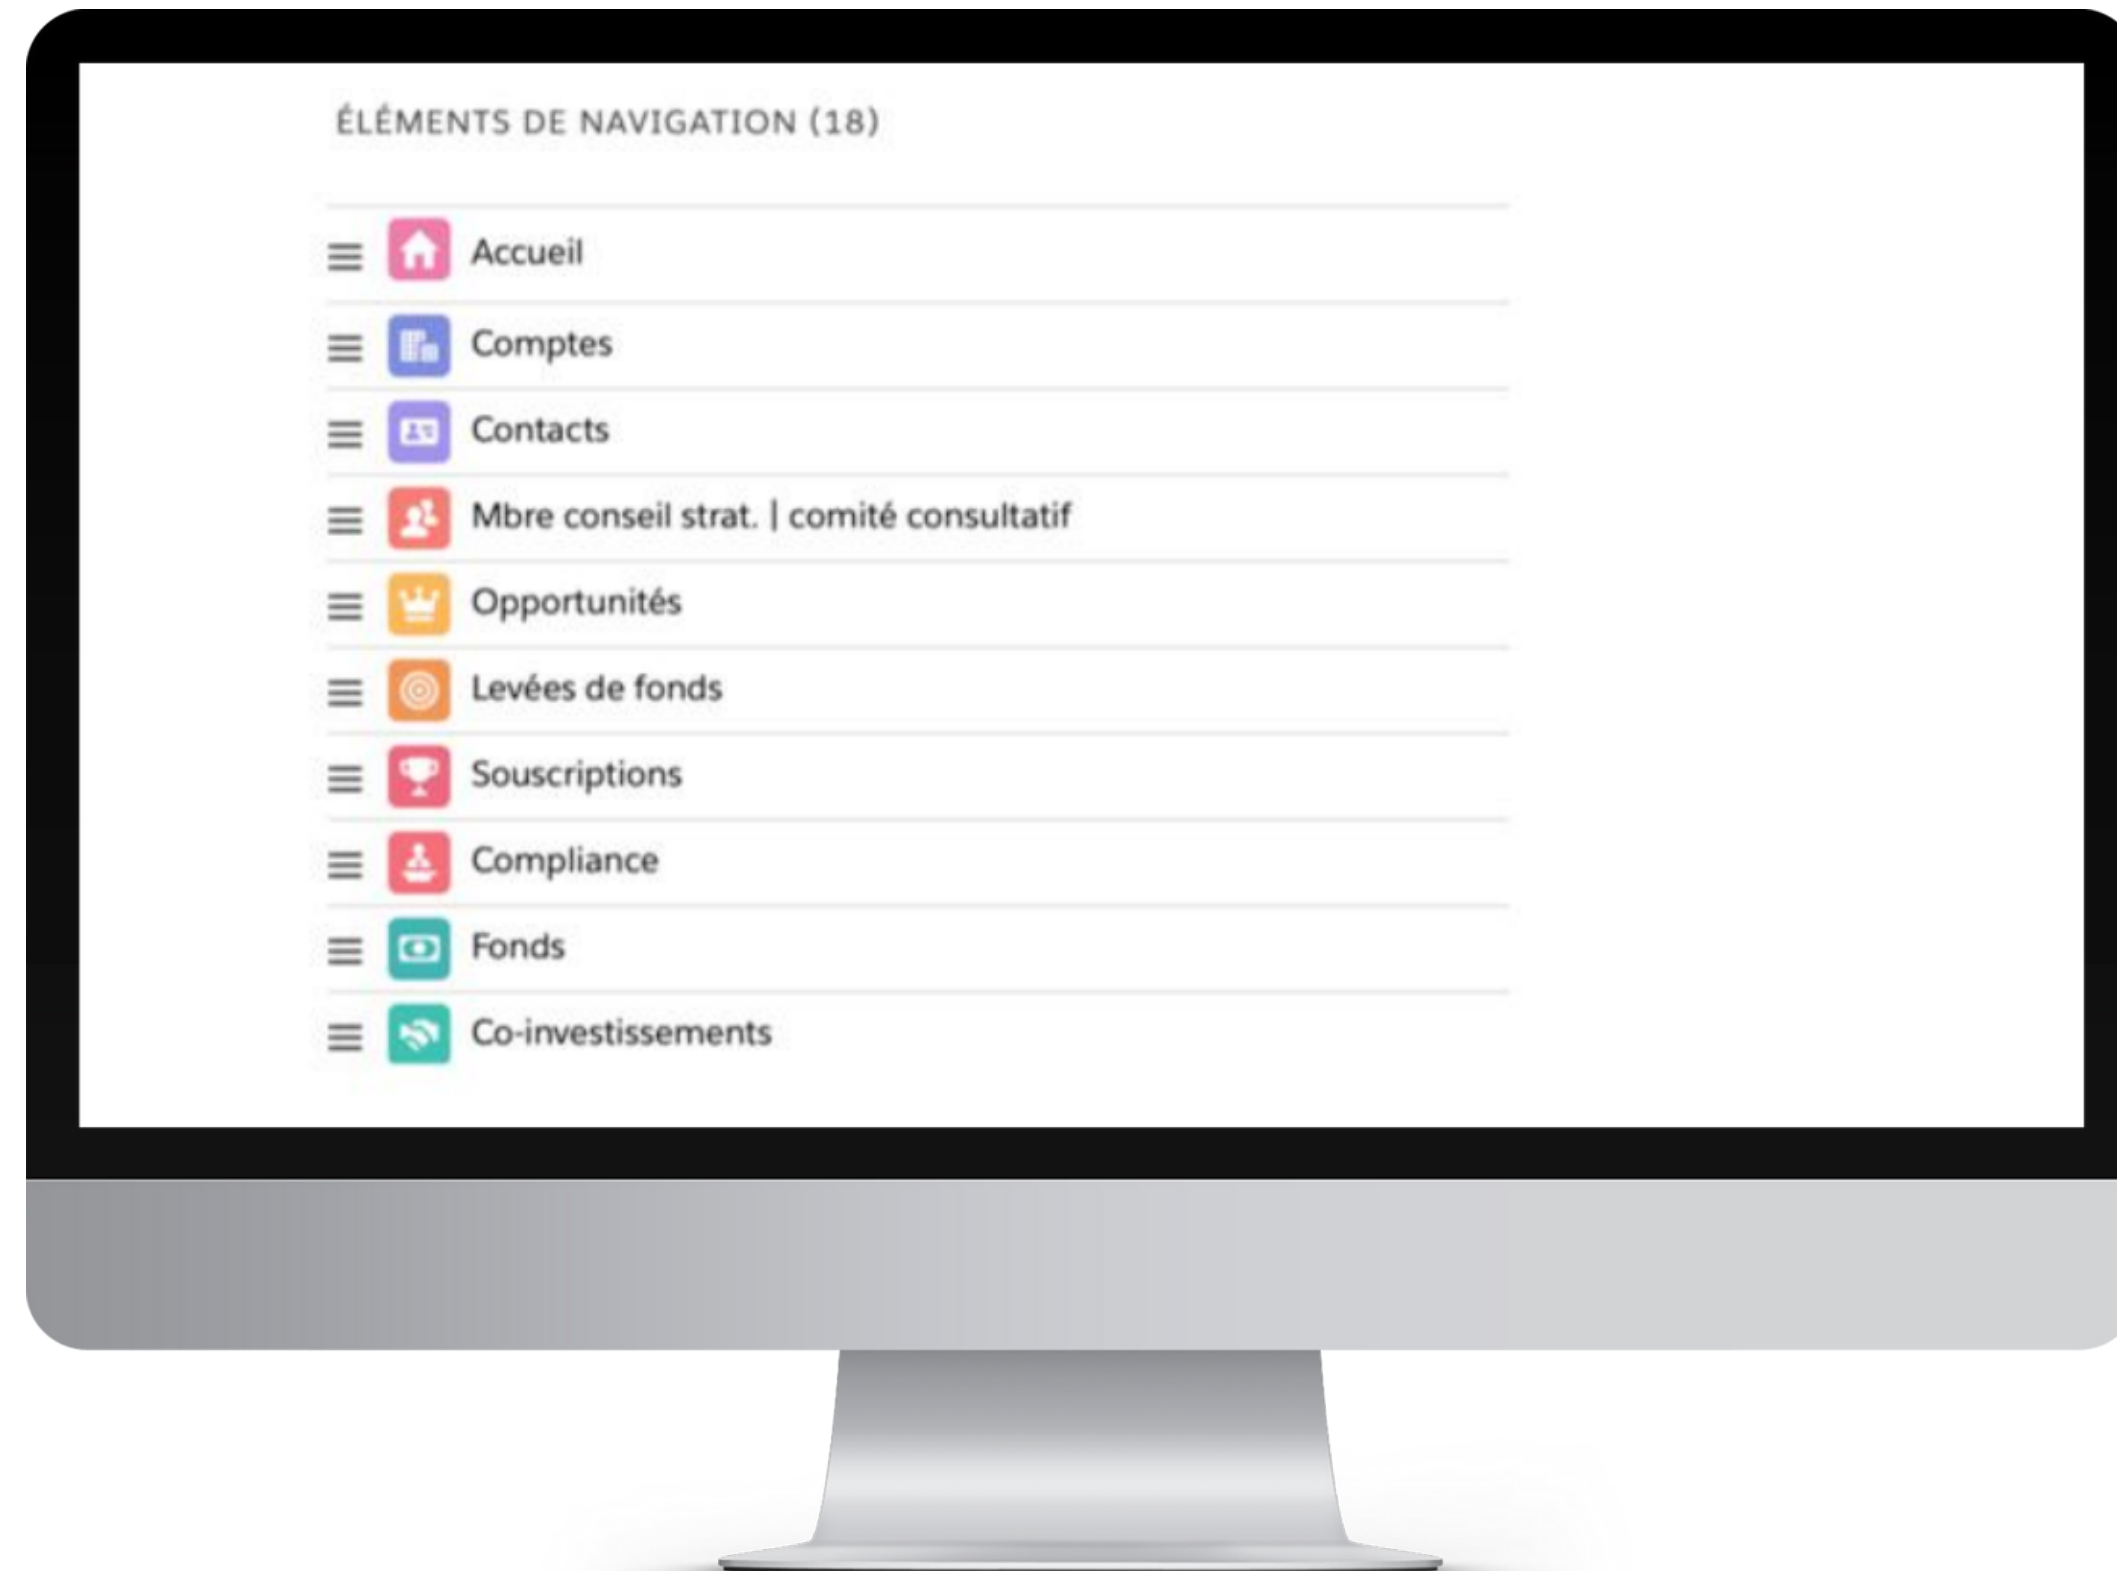 ÉLÉMENTS DE NAVIGATION (18)
Accueil
Comptes
Contacts
Mbre conseil strat. | comité consultatif
Opportunités
Levées de fonds
Souscriptions
Compliance
Fonds
Co-investissements